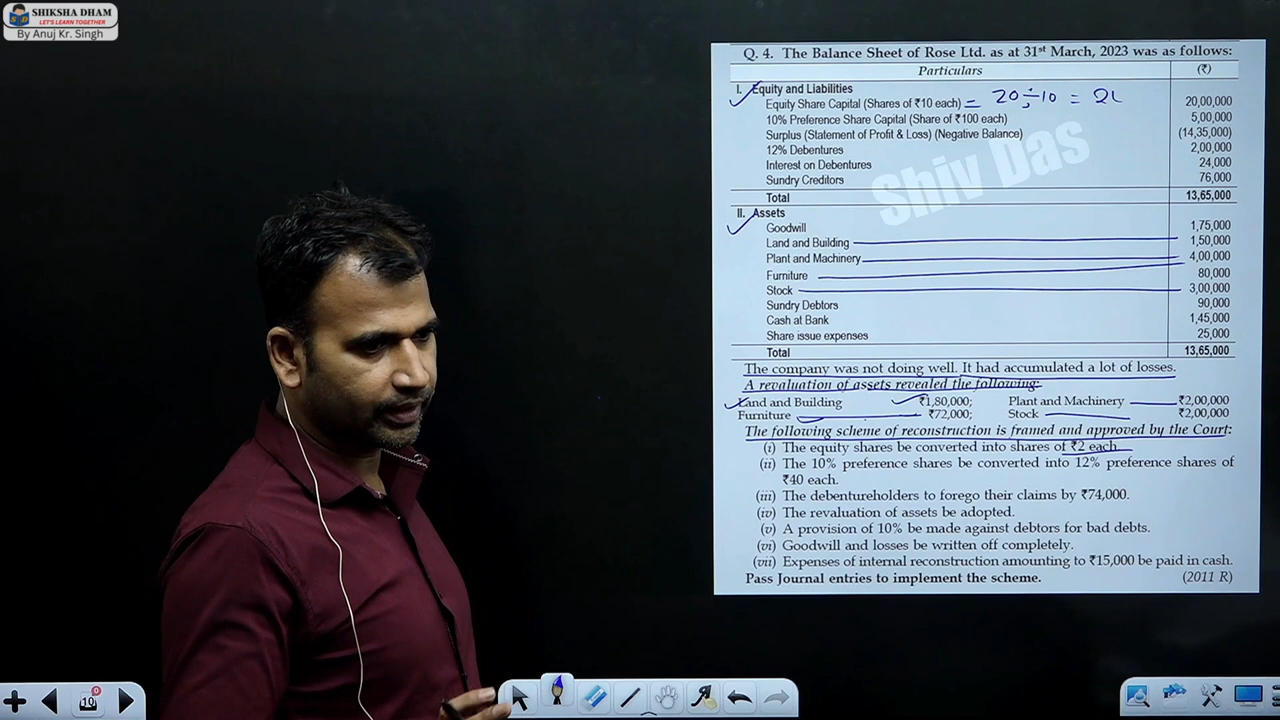 SHIKSHA DHAM
LET'S LEARN TOGETHER
By Anuj Kr. Singh
Q. 4. The Balance Sheet of Rose Ltd. as at 31st March, 2023 was as follows:
Particulars (₹)
I. Equity and Liabilities
Equity Share Capital (Shares of ₹10 each) = 20 ÷ 10 = 2L 20,00,000
10% Preference Share Capital (Share of ₹100 each) 5,00,000
Surplus (Statement of Profit & Loss) (Negative Balance) (14,35,000)
12% Debentures 2,00,000
Interest on Debentures 24,000
Sundry Creditors 76,000
Total 13,65,000
II. Assets
Goodwill 1,75,000
Land and Building 1,50,000
Plant and Machinery 4,00,000
Furniture 80,000
Stock 3,00,000
Sundry Debtors 90,000
Cash at Bank 1,45,000
Share issue expenses 25,000
Total 13,65,000
Shiv Das
The company was not doing well. It had accumulated a lot of losses.
A revaluation of assets revealed the following:
Land and Building ₹1,80,000; Plant and Machinery ₹2,00,000
Furniture ₹72,000; Stock ₹2,00,000
The following scheme of reconstruction is framed and approved by the Court:
(i) The equity shares be converted into shares of ₹2 each
(ii) The 10% preference shares be converted into 12% preference shares of
₹40 each.
(iii) The debentureholders to forego their claims by ₹74,000.
(iv) The revaluation of assets be adopted.
(v) A provision of 10% be made against debtors for bad debts.
(vi) Goodwill and losses be written off completely.
(vii) Expenses of internal reconstruction amounting to ₹15,000 be paid in cash.
Pass Journal entries to implement the scheme. (2011 R)
10
0